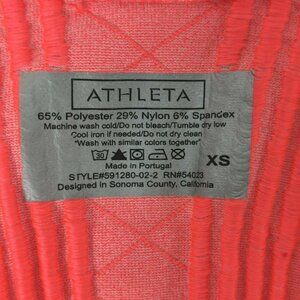 ATHLETA
65% Polyester 29% Nylon 6% Spandex
Machine wash cold/Do not bleach/Tumble dry low
Cool iron if needed/Do not dry clean
"Wash with similar colors together"
30
XS
Made in Portugal
STYLE#591280-02-2 RN#54023
Designed in Sonoma County, California